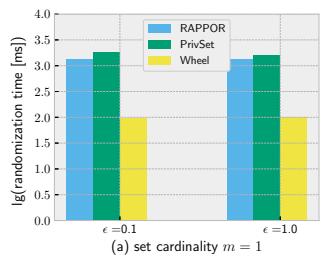 4.0
3.5
3.0
2.5
2.0
1.5
1.0
0.5
0.0
lg(randomization time [ms])
RAPPOR
PrivSet
Wheel
ϵ =0.1
ϵ =1.0
(a) set cardinality m = 1